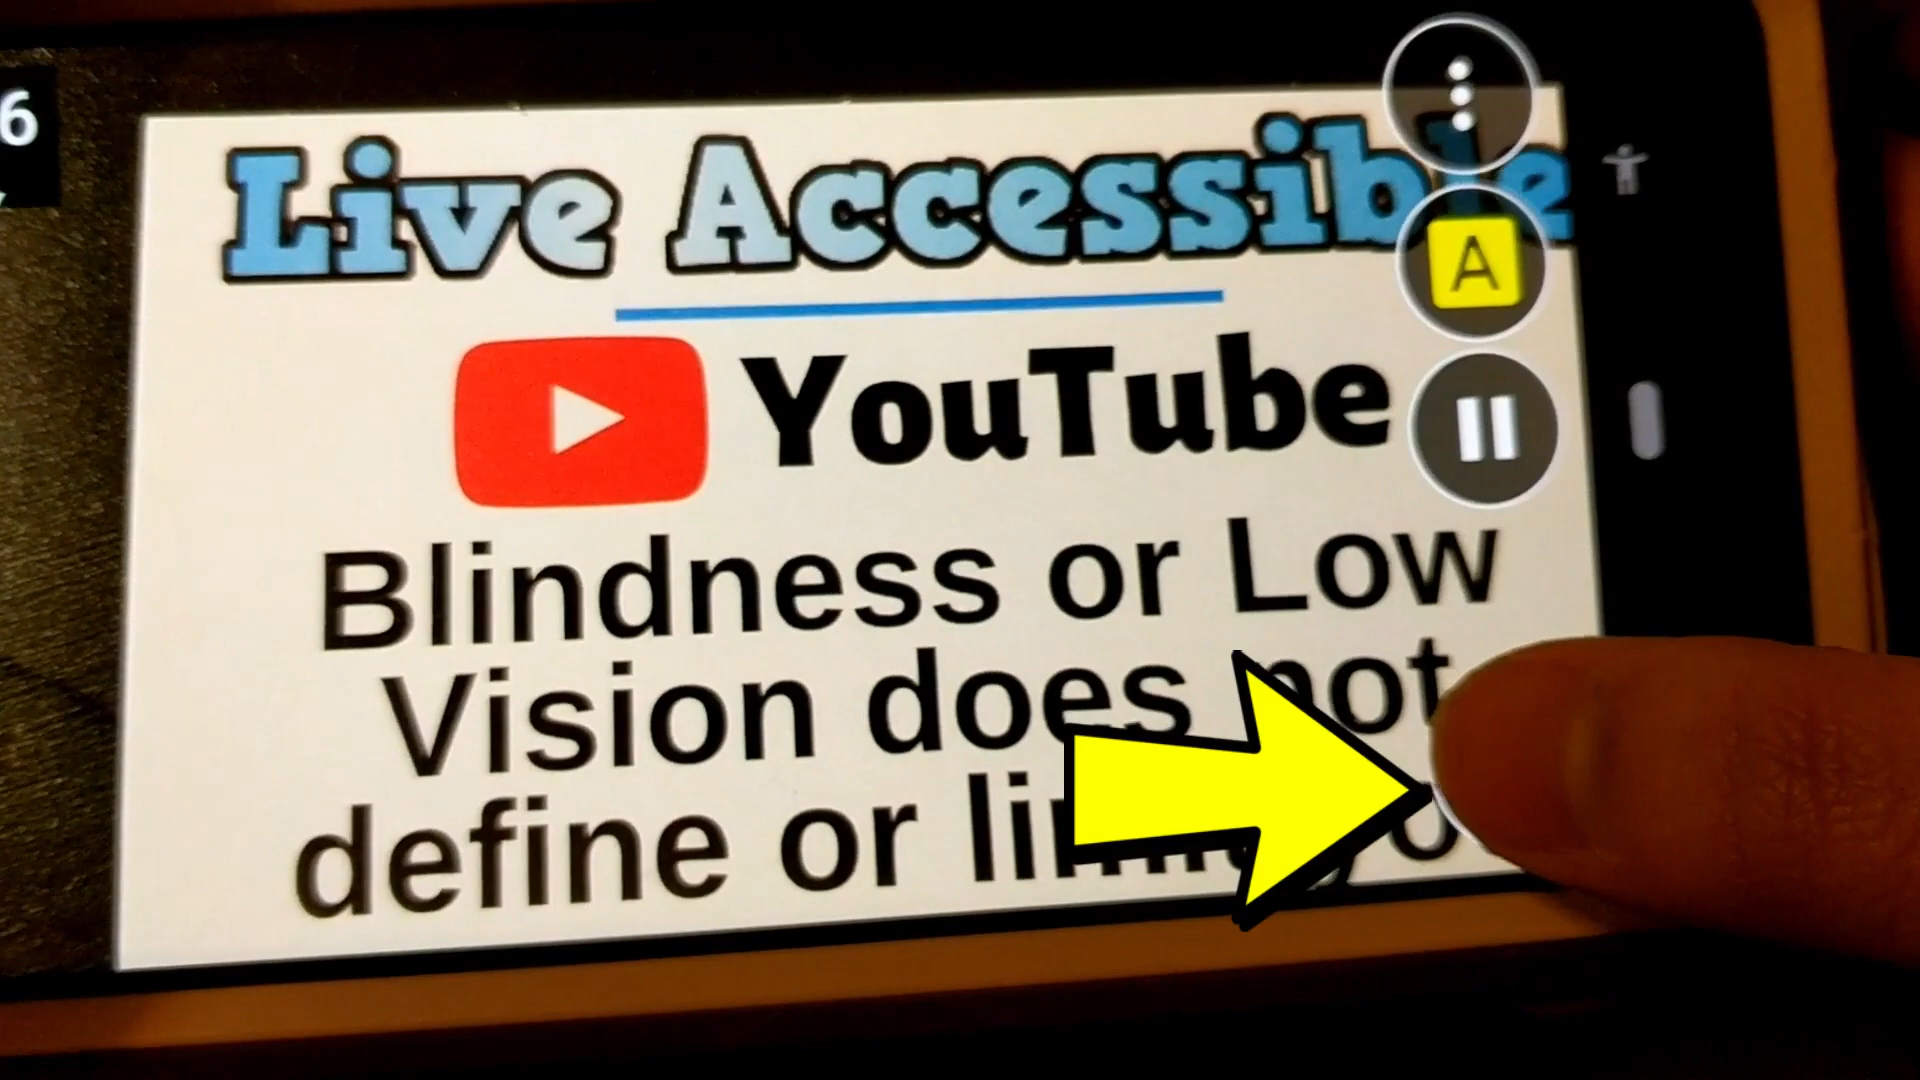 6
Live Accessible
A
YouTube
Blindness or Low
Vision does not
define or